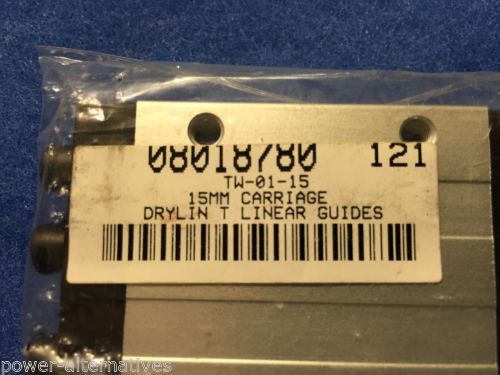 08018780 121
TW-01-15
15MM CARRIAGE
DRYLIN T LINEAR GUIDES
power-alternatives